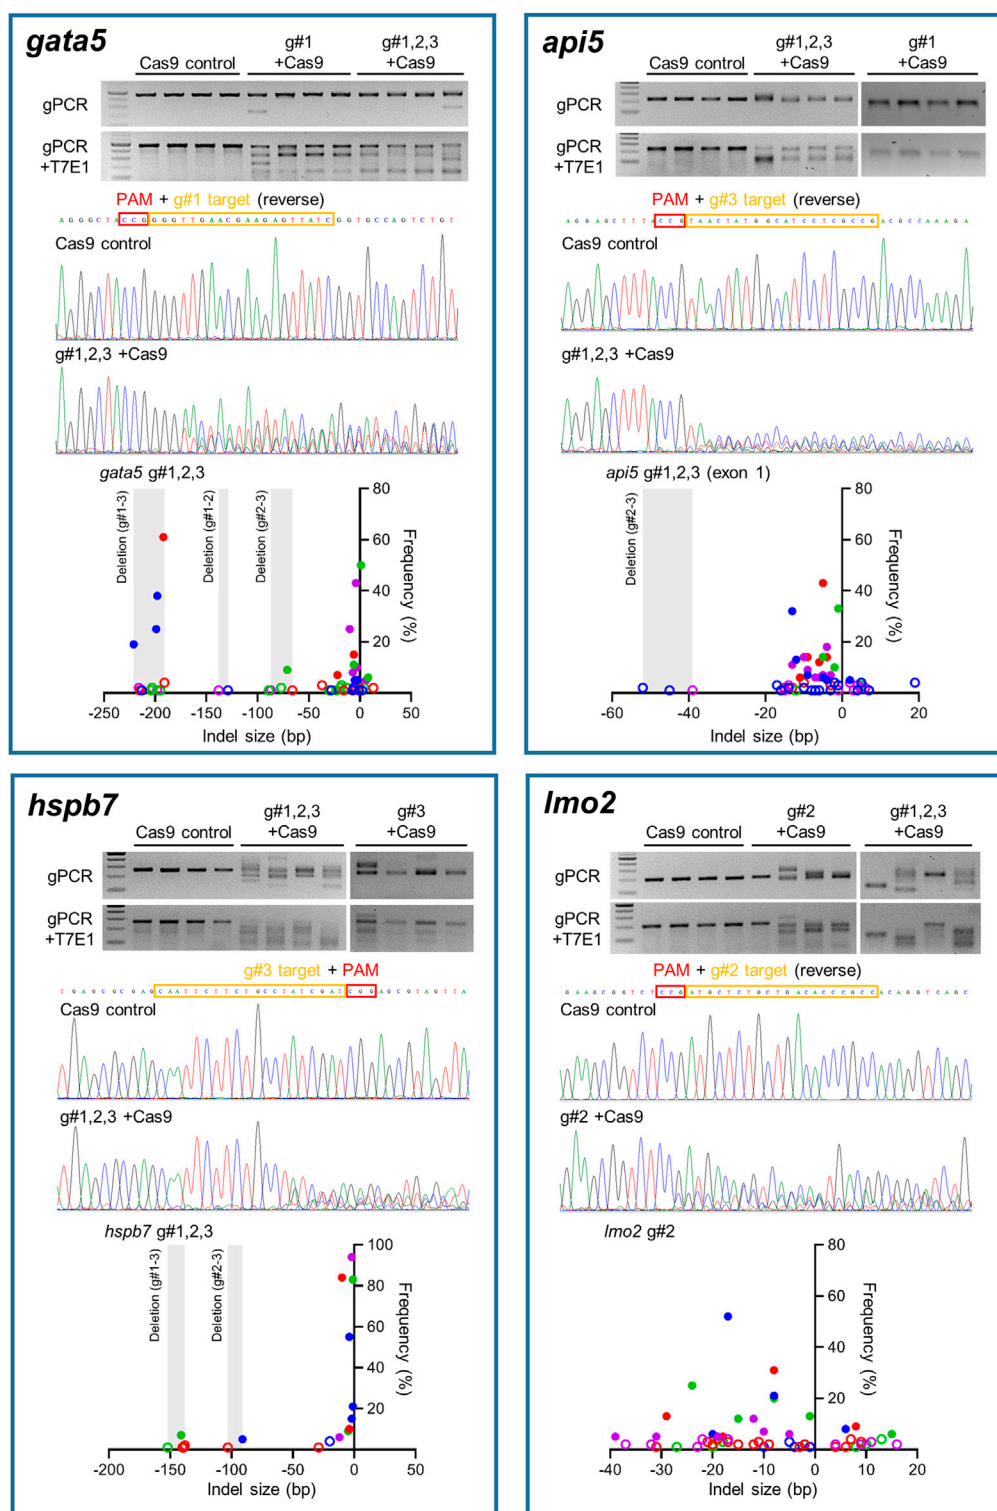 gata5
g#1
+Cas9
g#1,2,3
+Cas9
Cas9 control
gPCR
gPCR
+T7E1
PAM + g#1 target (reverse)
AGGGCTACCGGGGTTGAACGAAGAGTTATCGGTGCCAGTCTGT
Cas9 control
g#1,2,3 +Cas9
gata5 g#1,2,3
Deletion (g#1-3)
Deletion (g#1-2)
Deletion (g#2-3)
80
60
40
20
Frequency (%)
-250 -200 -150 -100 -50 0 50
Indel size (bp)
api5
g#1,2,3
+Cas9
g#1
+Cas9
Cas9 control
gPCR
gPCR
+T7E1
PAM + g#3 target (reverse)
AGGAGCTTTACCGTAACTATGGCATCCTCGCCGACGCCAAAGA
Cas9 control
g#1,2,3 +Cas9
api5 g#1,2,3 (exon 1)
Deletion (g#2-3)
80
60
40
20
Frequency (%)
-60 -40 -20 0 20
Indel size (bp)
hspb7
Cas9 control
g#1,2,3
+Cas9
g#3
+Cas9
gPCR
gPCR
+T7E1
g#3 target + PAM
TGAGCGCGAGCAATTCTTCTGCCTATCGATCGGAGCGTAGTTA
Cas9 control
g#1,2,3 +Cas9
hspb7 g#1,2,3
Deletion (g#1-3)
Deletion (g#2-3)
100
80
60
40
20
Frequency (%)
-200 -150 -100 -50 0
Indel size (bp)
lmo2
Cas9 control
g#2
+Cas9
g#1,2,3
+Cas9
gPCR
gPCR
+T7E1
PAM + g#2 target (reverse)
GAAGCGGTCTCCGATGCTCTGCTGACACCCGCCACAGGTCAGC
Cas9 control
g#2 +Cas9
lmo2 g#2
80
60
40
20
Frequency (%)
-40 -30 -20 -10 0 10 20
Indel size (bp)